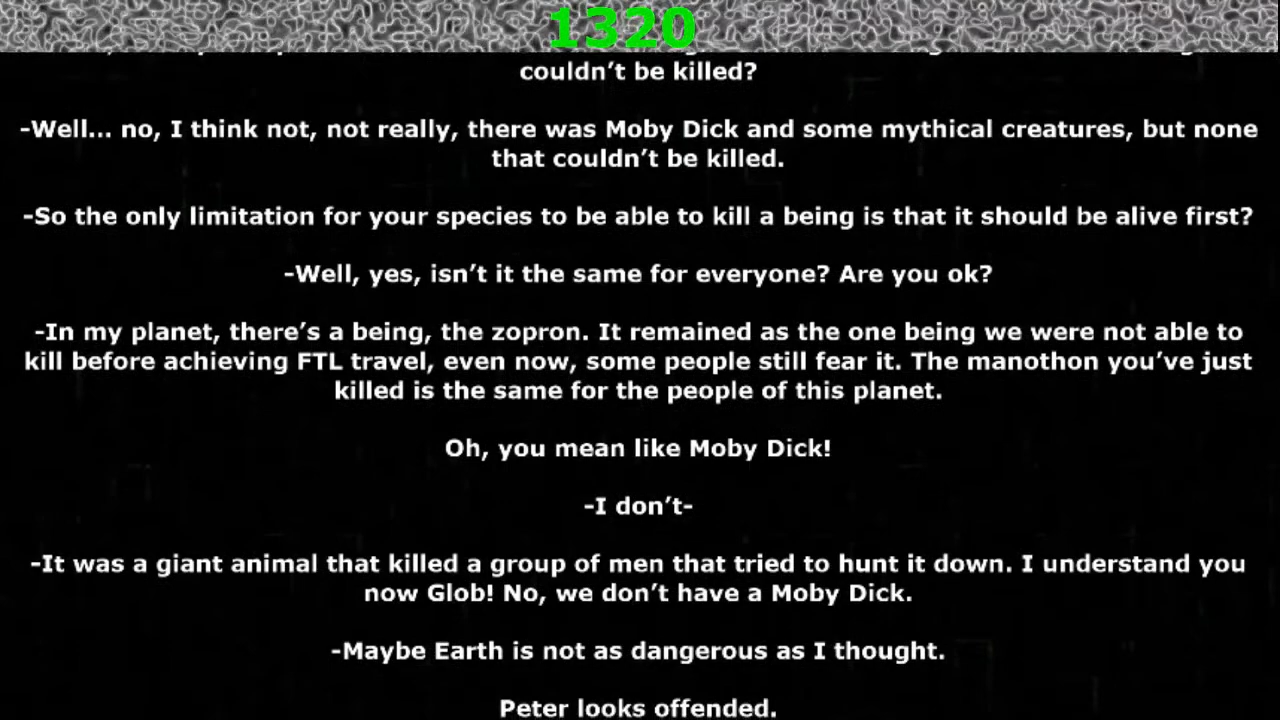 1320
couldn't be killed?
-Well... no, I think not, not really, there was Moby Dick and some mythical creatures, but none
that couldn't be killed.
-So the only limitation for your species to be able to kill a being is that it should be alive first?
-Well, yes, isn't it the same for everyone? Are you ok?
-In my planet, there's a being, the zopron. It remained as the one being we were not able to
kill before achieving FTL travel, even now, some people still fear it. The manothon you've just
killed is the same for the people of this planet.
Oh, you mean like Moby Dick!
-I don't-
-It was a giant animal that killed a group of men that tried to hunt it down. I understand you
now Glob! No, we don't have a Moby Dick.
-Maybe Earth is not as dangerous as I thought.
Peter looks offended.